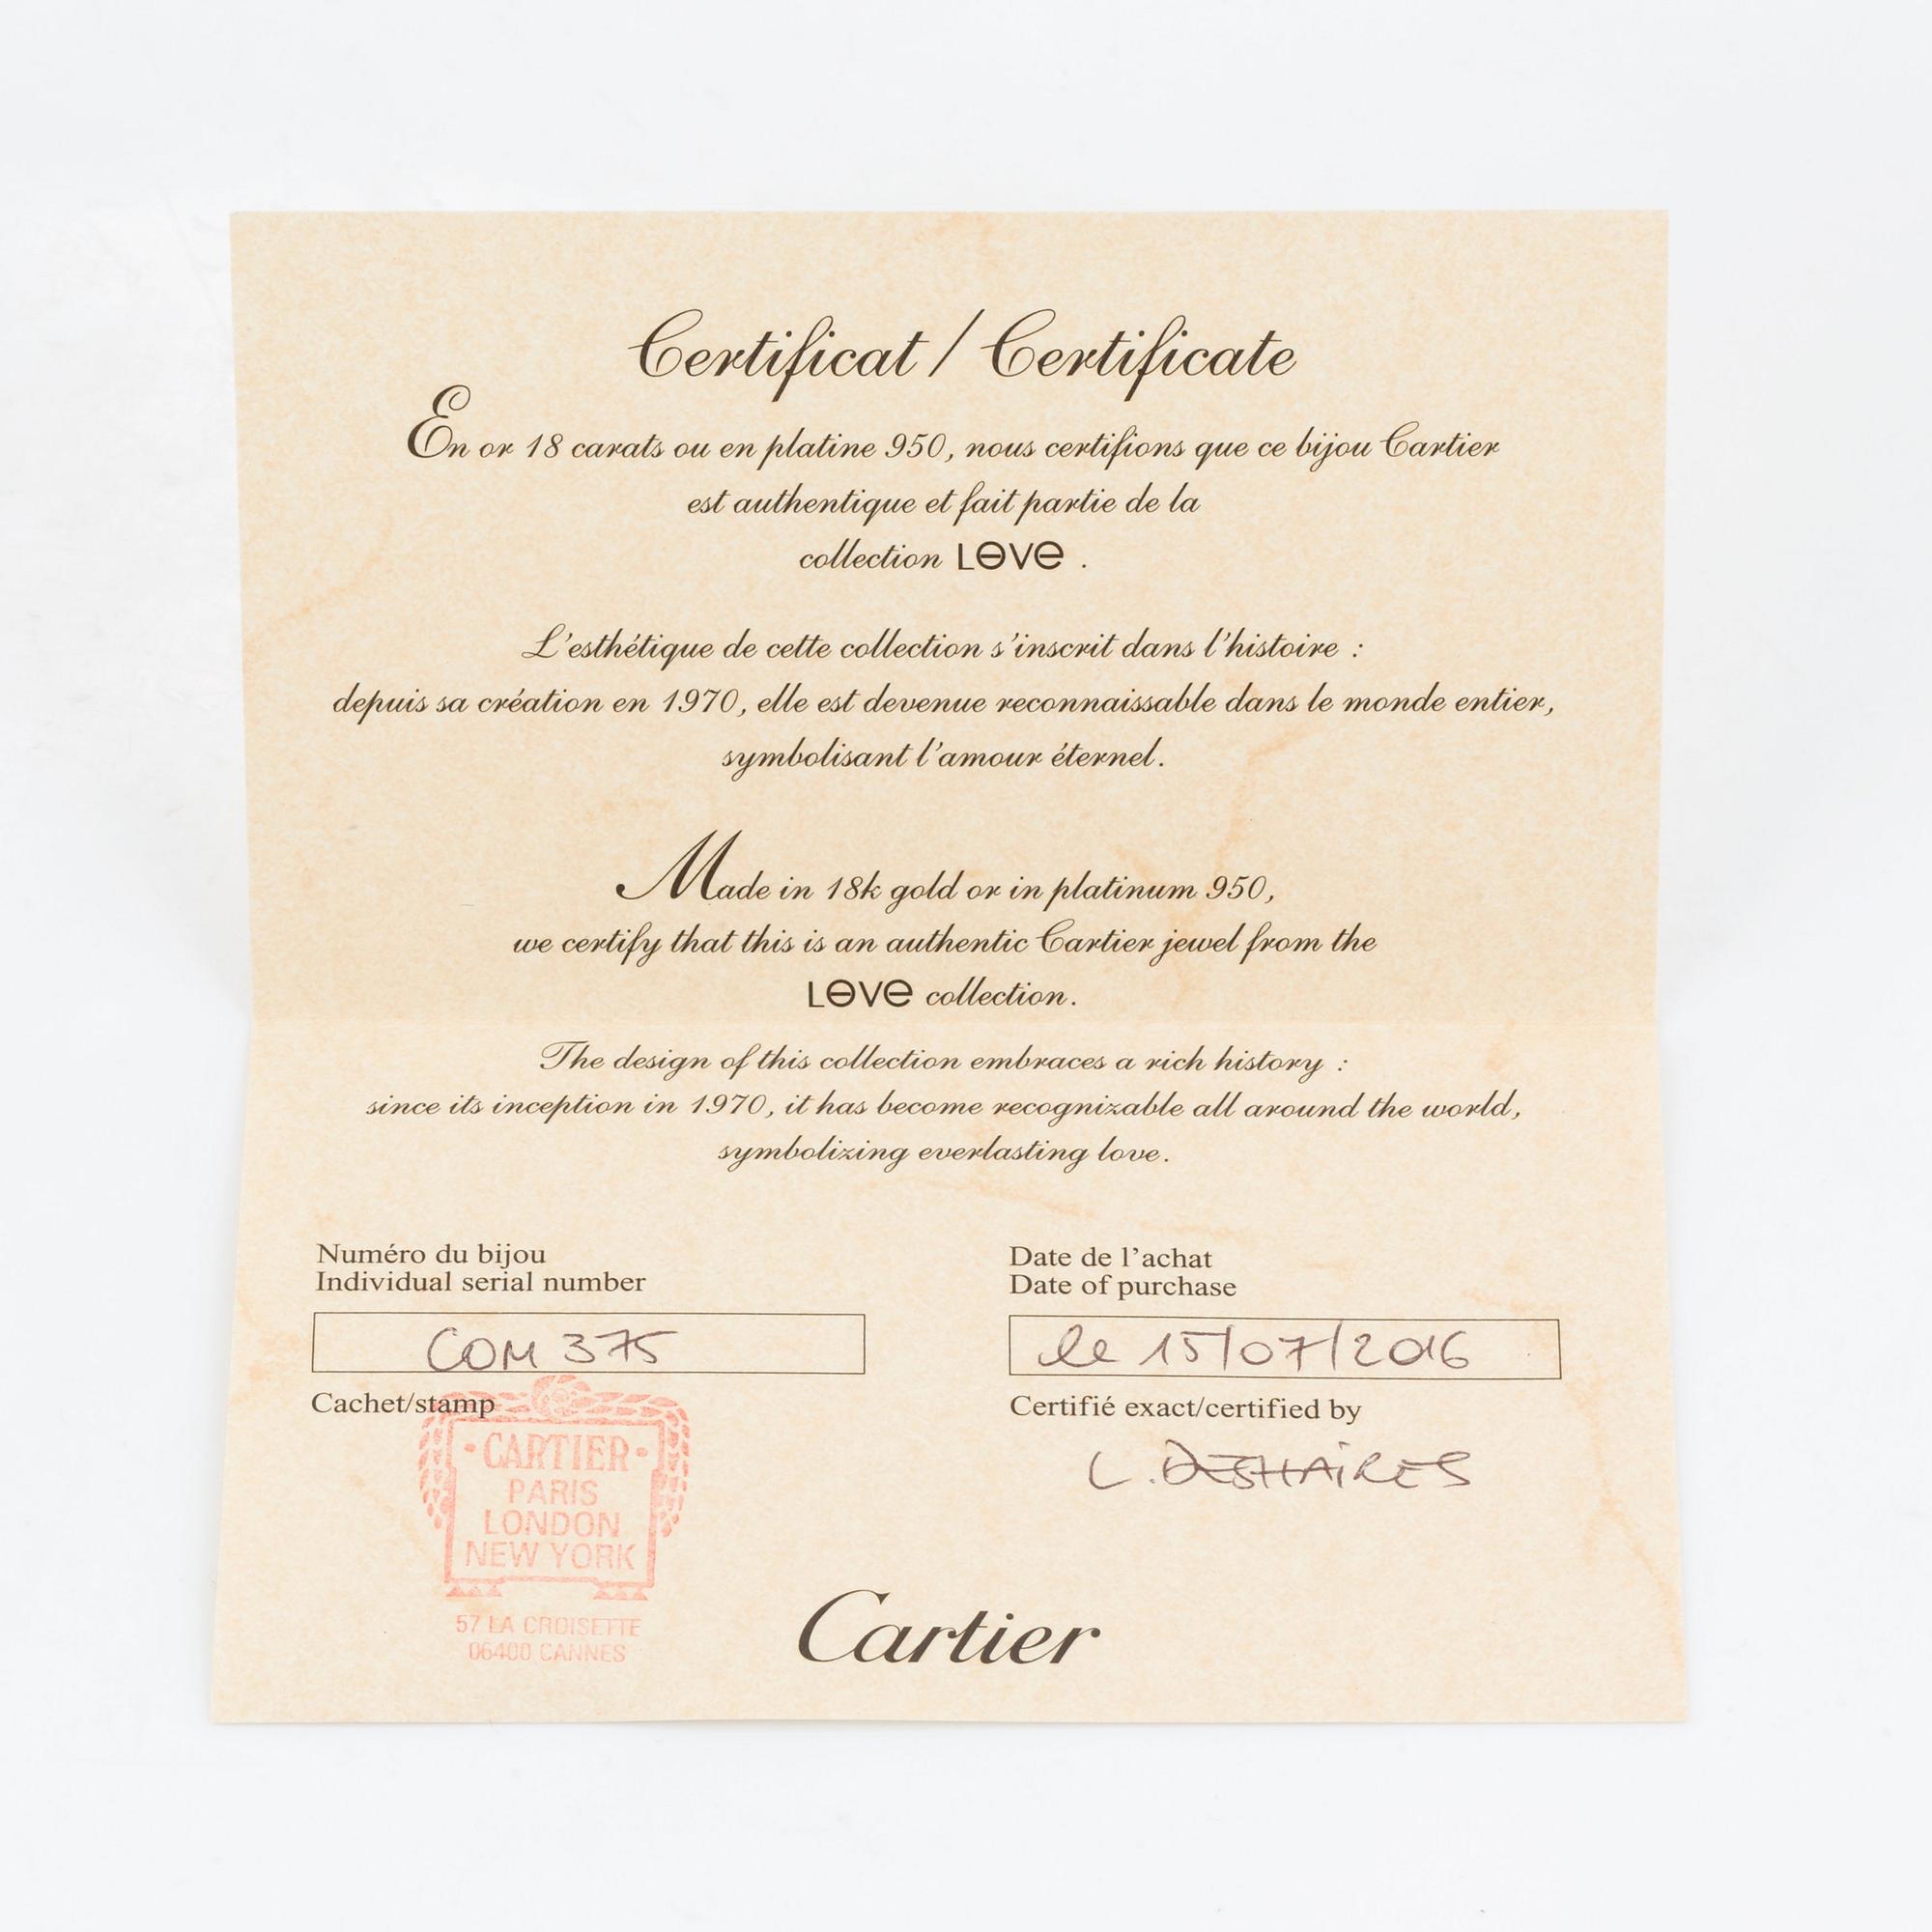 Certificat / Certificate
En or 18 carats ou en platine 950, nous certifions que ce bijou Cartier
est authentique et fait partie de la
collection LOVE .
L'esthétique de cette collection s'inscrit dans l'histoire :
depuis sa création en 1970, elle est devenue reconnaissable dans le monde entier,
symbolisant l'amour éternel.
Made in 18k gold or in platinum 950,
we certify that this is an authentic Cartier jewel from the
LOVE collection.
The design of this collection embraces a rich history :
since its inception in 1970, it has become recognizable all around the world,
symbolizing everlasting love.
Numéro du bijou
Individual serial number
COM 375
Date de l'achat
Date of purchase
le 15/07/2016
Cachet/stamp
· CARTIER ·
PARIS
LONDON
NEW YORK
57 LA CROISETTE
06400 CANNES
Certifié exact/certified by
L. DESHAIRES
Cartier